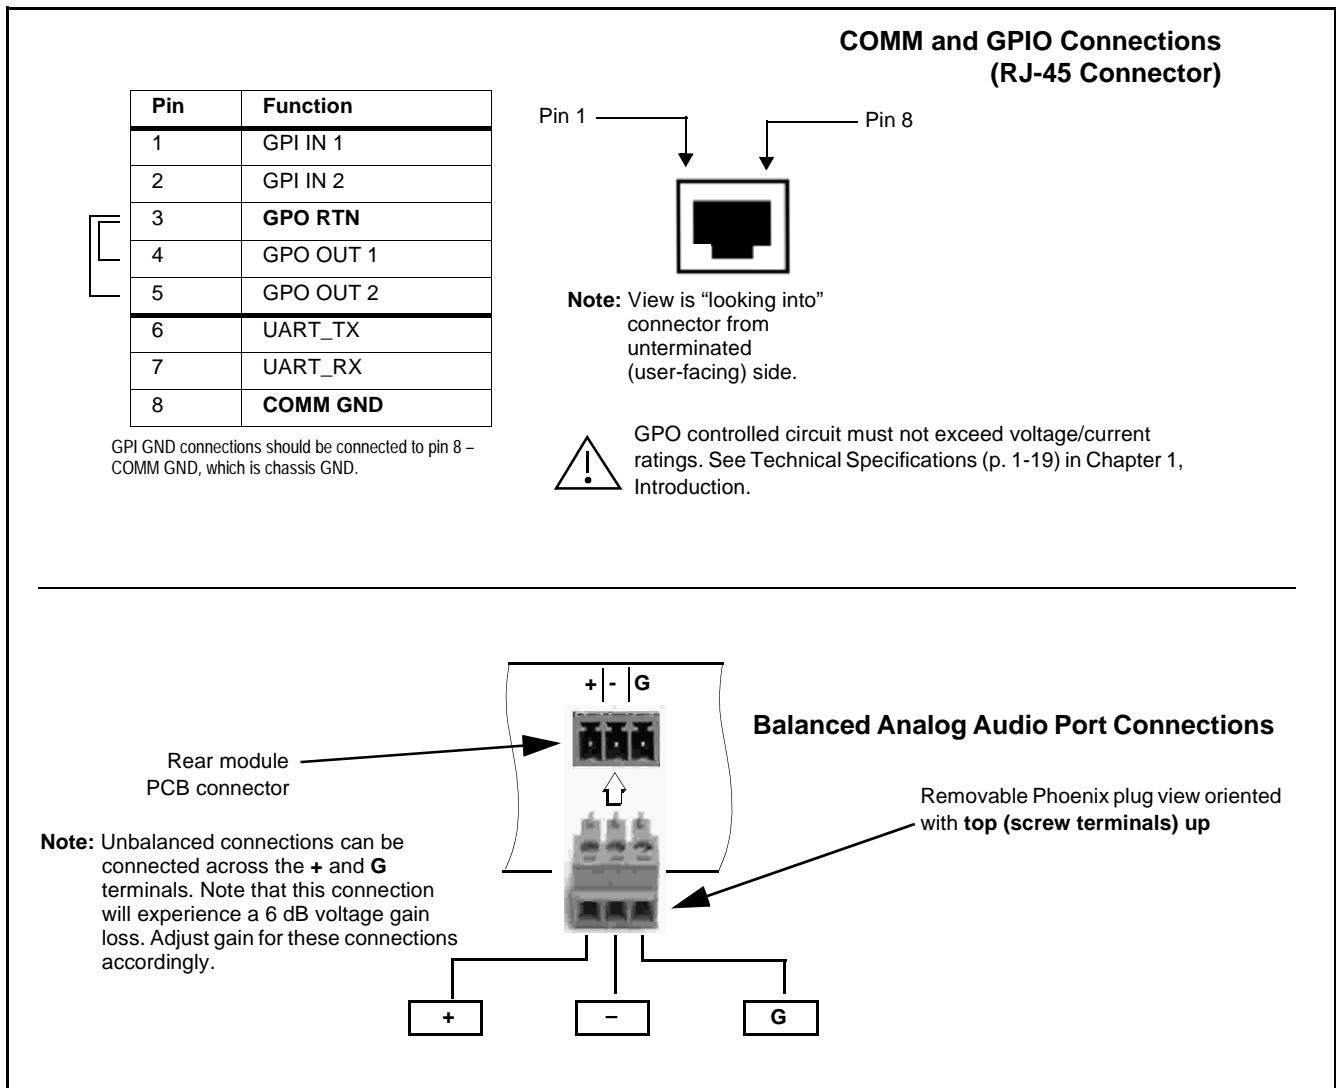 COMM and GPIO Connections
(RJ-45 Connector)
Pin Function
1 GPI IN 1
2 GPI IN 2
3 GPO RTN
4 GPO OUT 1
5 GPO OUT 2
6 UART_TX
7 UART_RX
8 COMM GND
GPI GND connections should be connected to pin 8 –
COMM GND, which is chassis GND.
Pin 1
Pin 8
Note: View is “looking into”
connector from
unterminated
(user-facing) side.
GPO controlled circuit must not exceed voltage/current
ratings. See Technical Specifications (p. 1-19) in Chapter 1,
Introduction.
+ - G
Balanced Analog Audio Port Connections
Rear module
PCB connector
Removable Phoenix plug view oriented
with top (screw terminals) up
Note: Unbalanced connections can be
connected across the + and G
terminals. Note that this connection
will experience a 6 dB voltage gain
loss. Adjust gain for these connections
accordingly.
+ – G